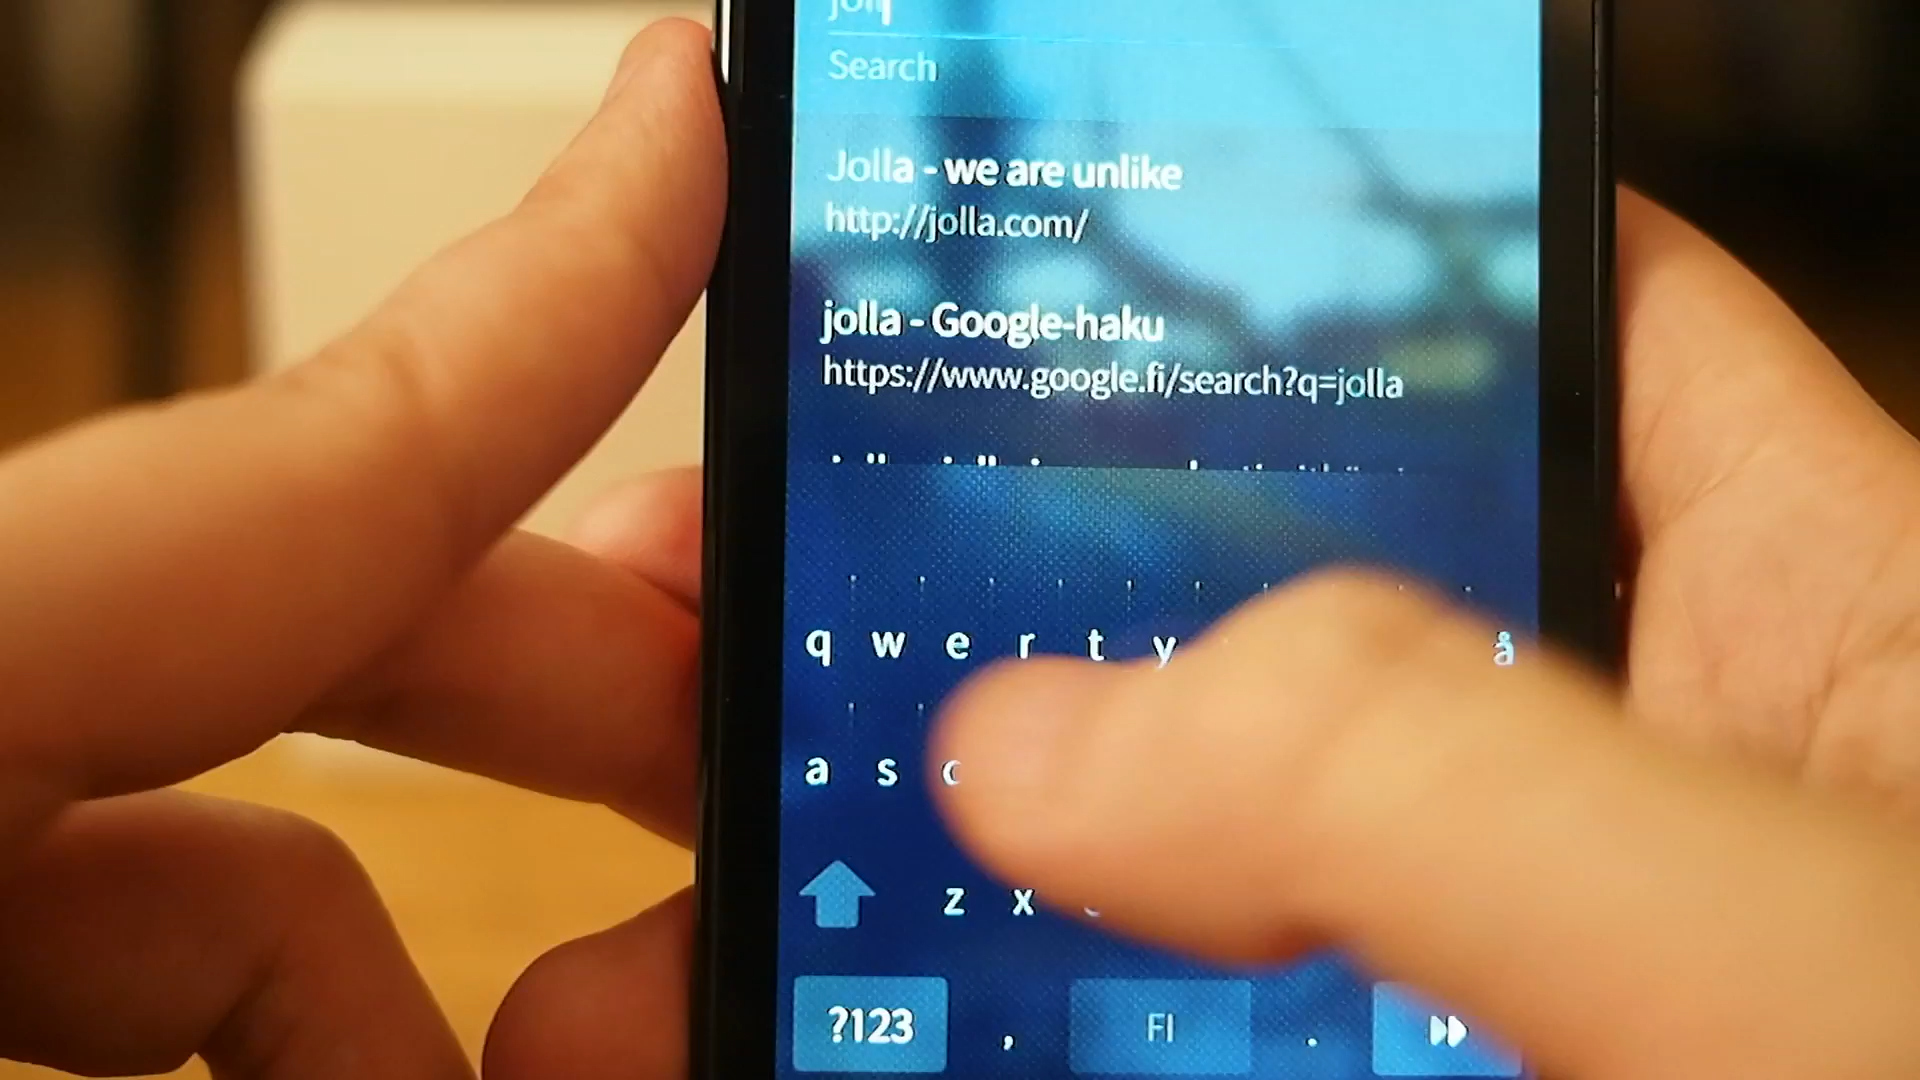 joll
Search
Jolla - we are unlike
http://jolla.com/
jolla - Google-haku
https://www.google.fi/search?q=jolla
q w e r t y å
a s
z x
?123 , FI .